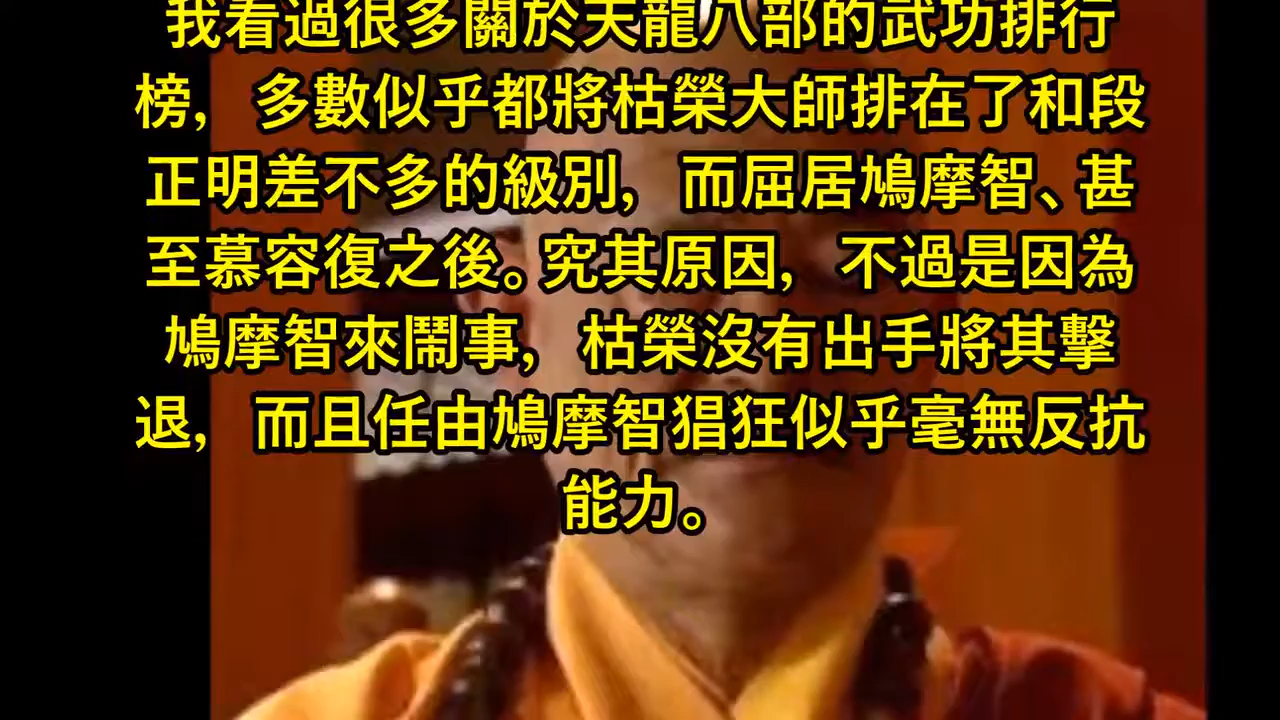 我看過很多關於天龍八部的武功排行
榜，多數似乎都將枯榮大師排在了和段
正明差不多的級別，而屈居鳩摩智、甚
至慕容復之後。究其原因，不過是因為
鳩摩智來鬧事，枯榮沒有出手將其擊
退，而且任由鳩摩智猖狂似乎毫無反抗
能力。